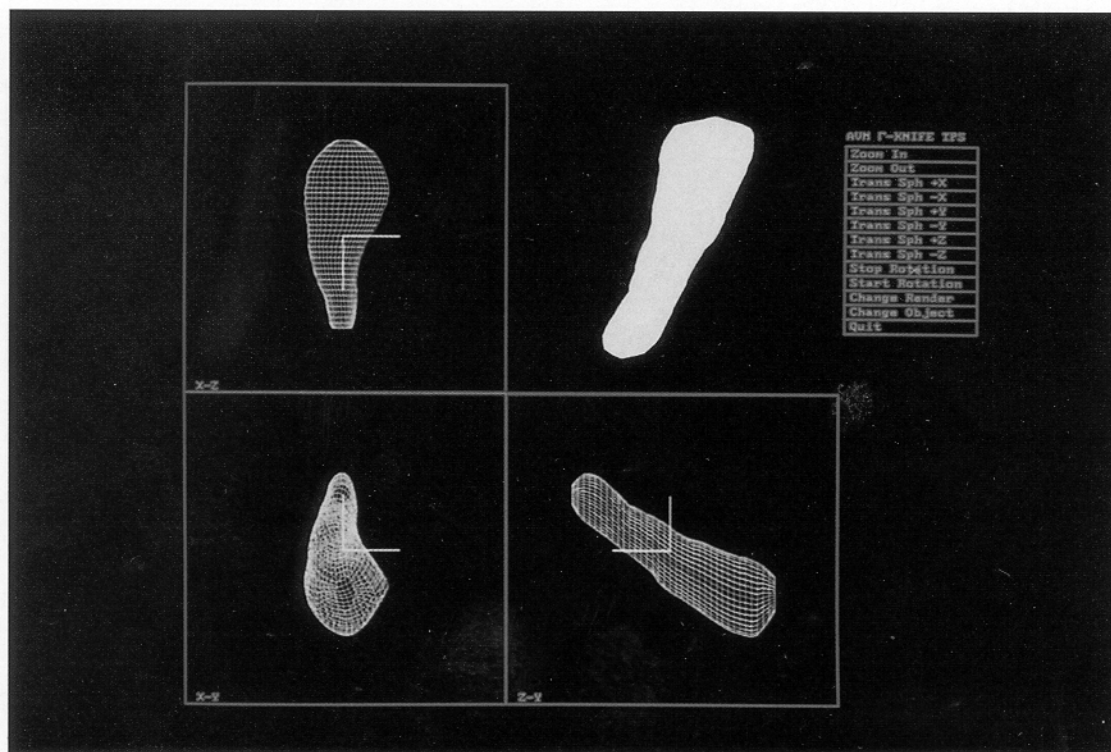 AVM Γ-KNIFE TPS
Zoom In
Zoom Out
Trans Sph +X
Trans Sph -X
Trans Sph +Y
Trans Sph -Y
Trans Sph +Z
Trans Sph -Z
Stop Rotation
Start Rotation
Change Render
Change Object
Quit
X-Z
X-Y
Z-Y